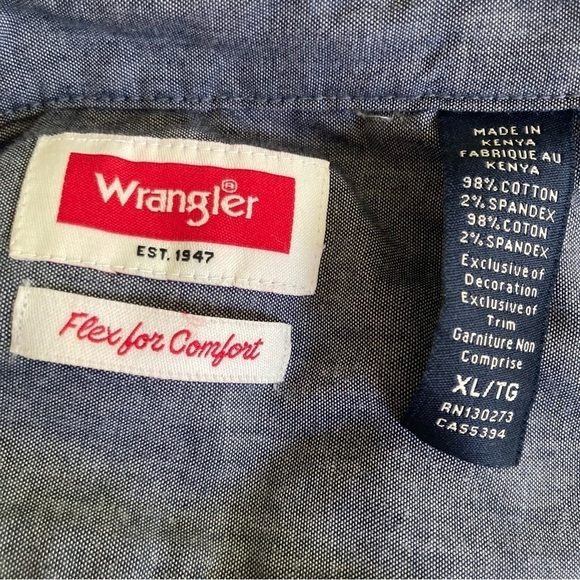 Wrangler®
EST. 1947
Flex for Comfort
MADE IN
KENYA
FABRIQUE AU
KENYA
98% COTTON
2% SPANDEX
98% COTON
2% SPANDEX
Exclusive of
Decoration
Exclusive of
Trim
Garniture Non
Comprise
XL/TG
RN130273
CA55394